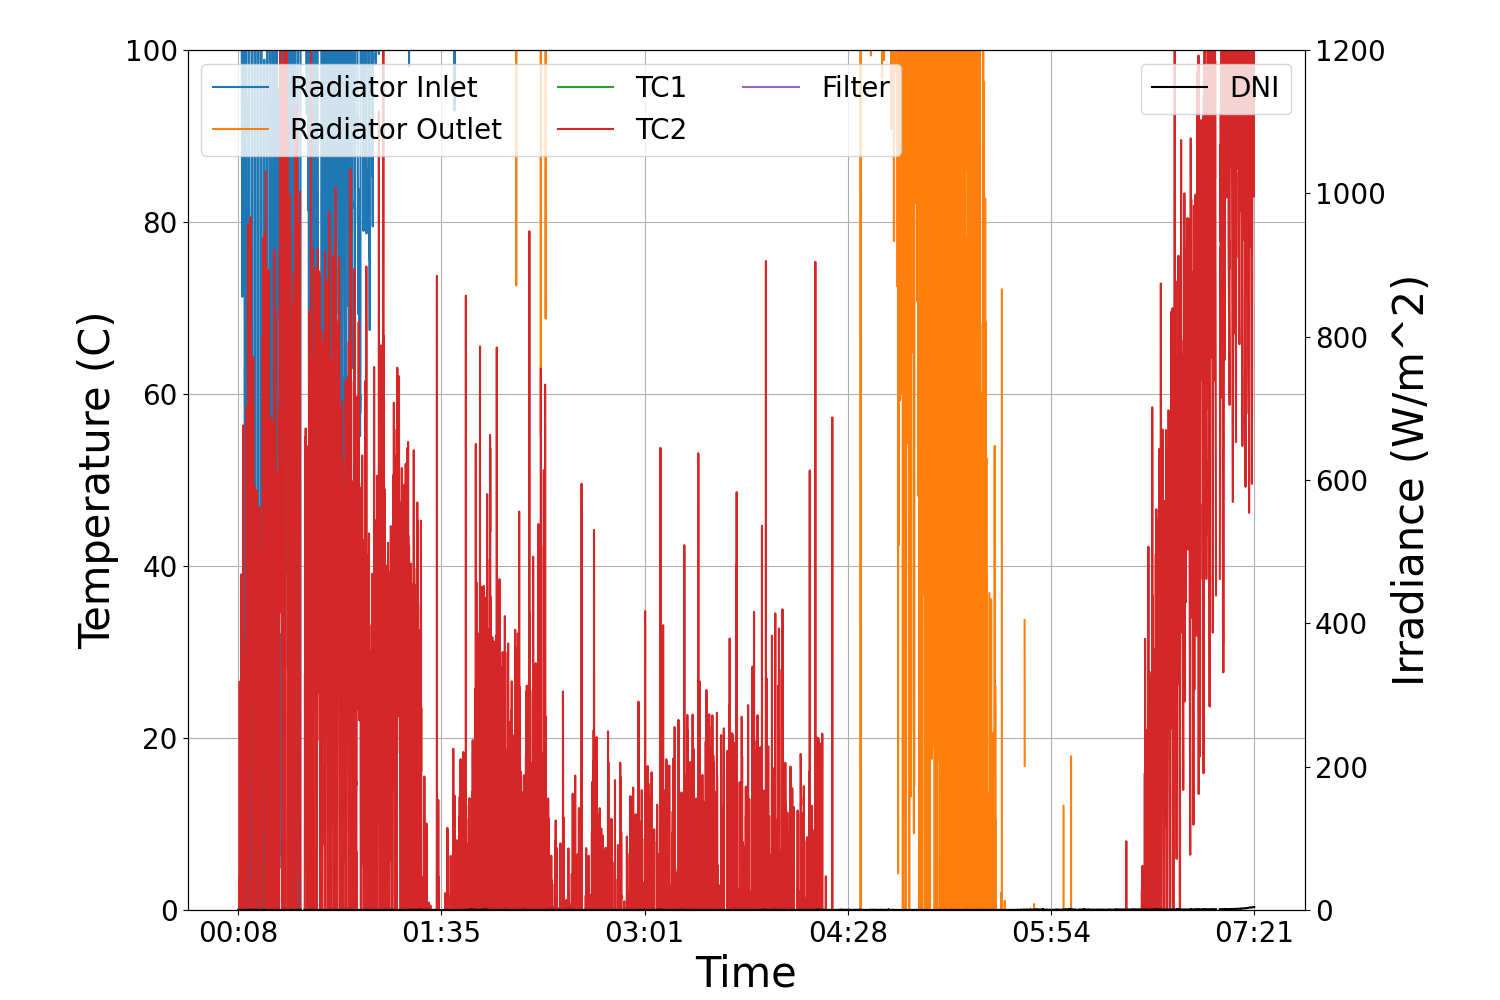 100
80
60
40
20
0
Temperature (C)
Radiator Inlet
Radiator Outlet
TC1
TC2
Filter
DNI
1200
1000
800
600
400
200
0
Irradiance (W/m^2)
00:08 01:35 03:01 04:28 05:54 07:21
Time